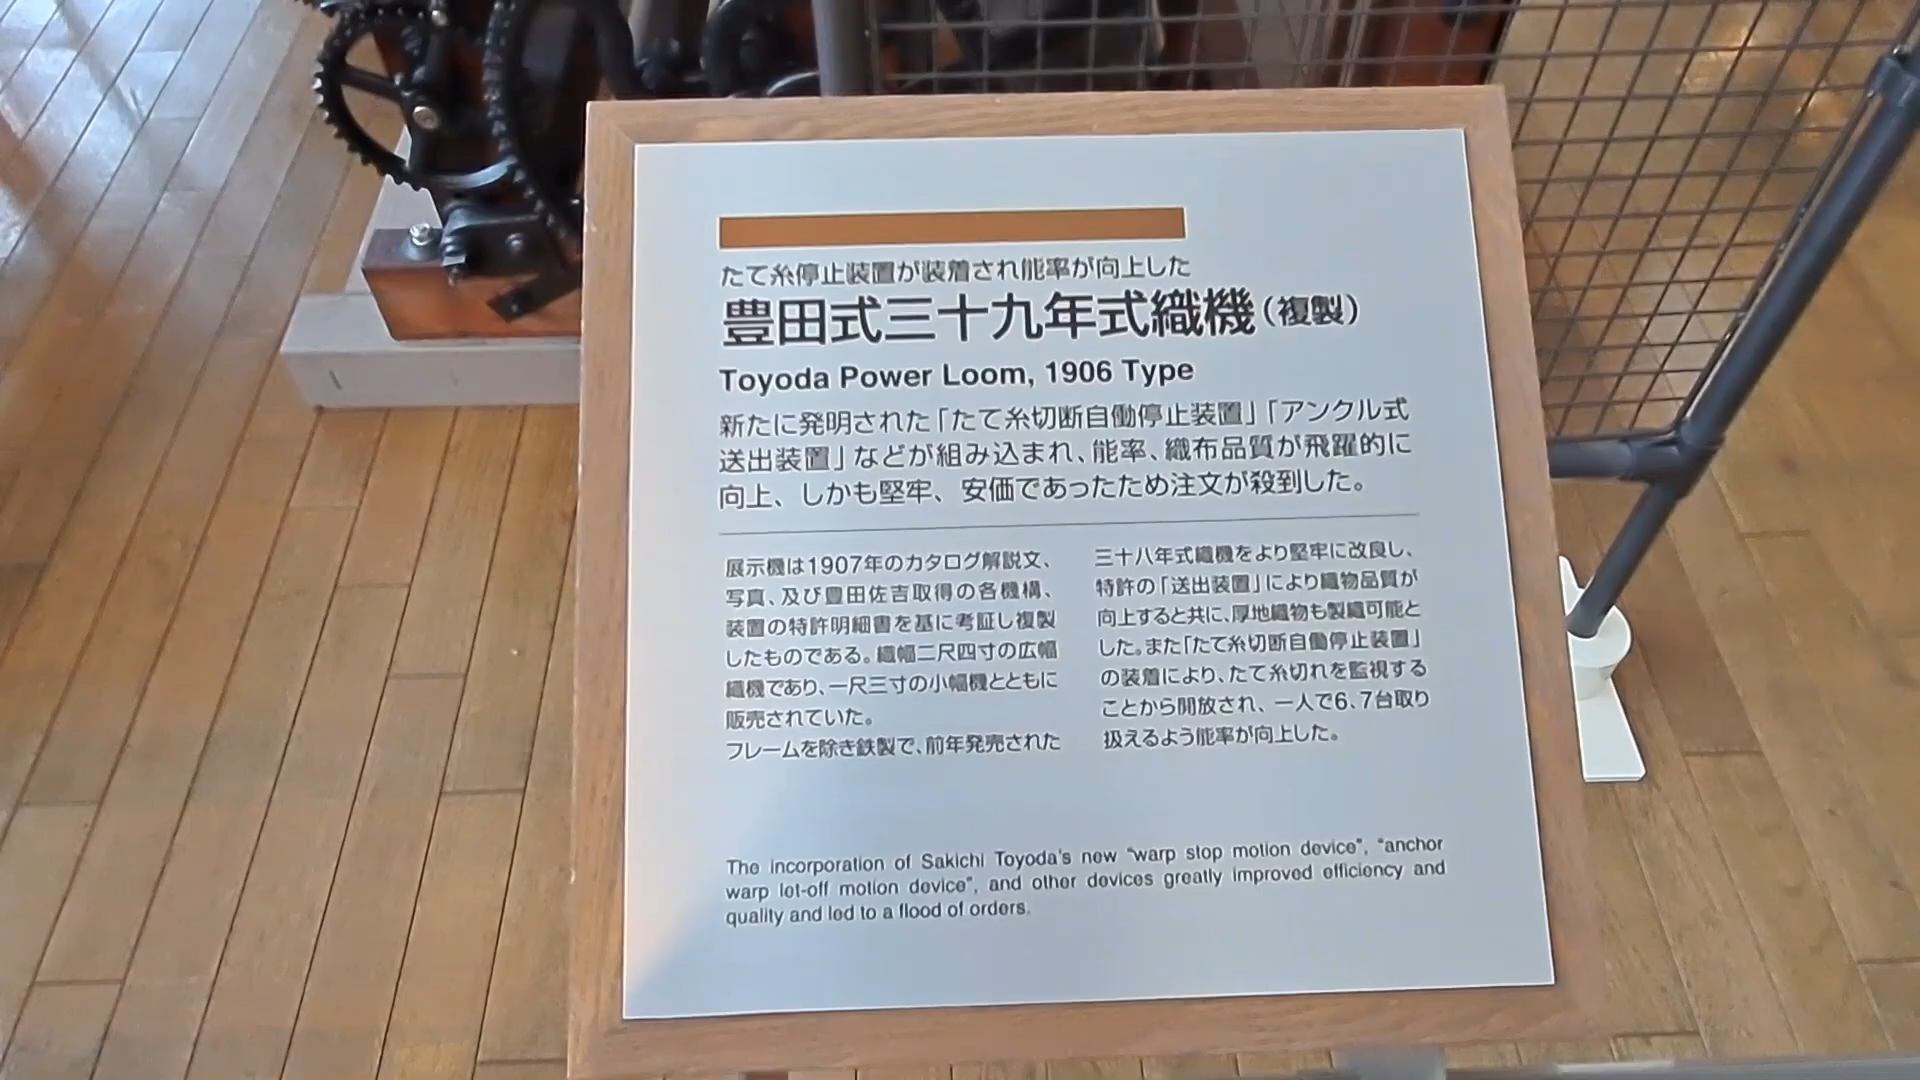 たて糸停止装置が装着され能率が向上した
豊田式三十九年式織機（複製）
Toyoda Power Loom, 1906 Type
新たに発明された「たて糸切断自働停止装置」「アンクル式
送出装置」などが組み込まれ、能率、織布品質が飛躍的に
向上、しかも堅牢、安価であったため注文が殺到した。
展示機は1907年のカタログ解説文、
写真、及び豊田佐吉取得の各機構、
装置の特許明細書を基に考証し複製
したものである。織幅二尺四寸の広幅
織機であり、一尺三寸の小幅機とともに
販売されていた。
フレームを除き鉄製で、前年発売された
三十八年式織機をより堅牢に改良し、
特許の「送出装置」により織物品質が
向上すると共に、厚地織物も製織可能と
した。また「たて糸切断自働停止装置」
の装着により、たて糸切れを監視する
ことから開放され、一人で6、7台取り
扱えるよう能率が向上した。
The incorporation of Sakichi Toyoda's new "warp stop motion device", "anchor
warp let-off motion device", and other devices greatly improved efficiency and
quality and led to a flood of orders.